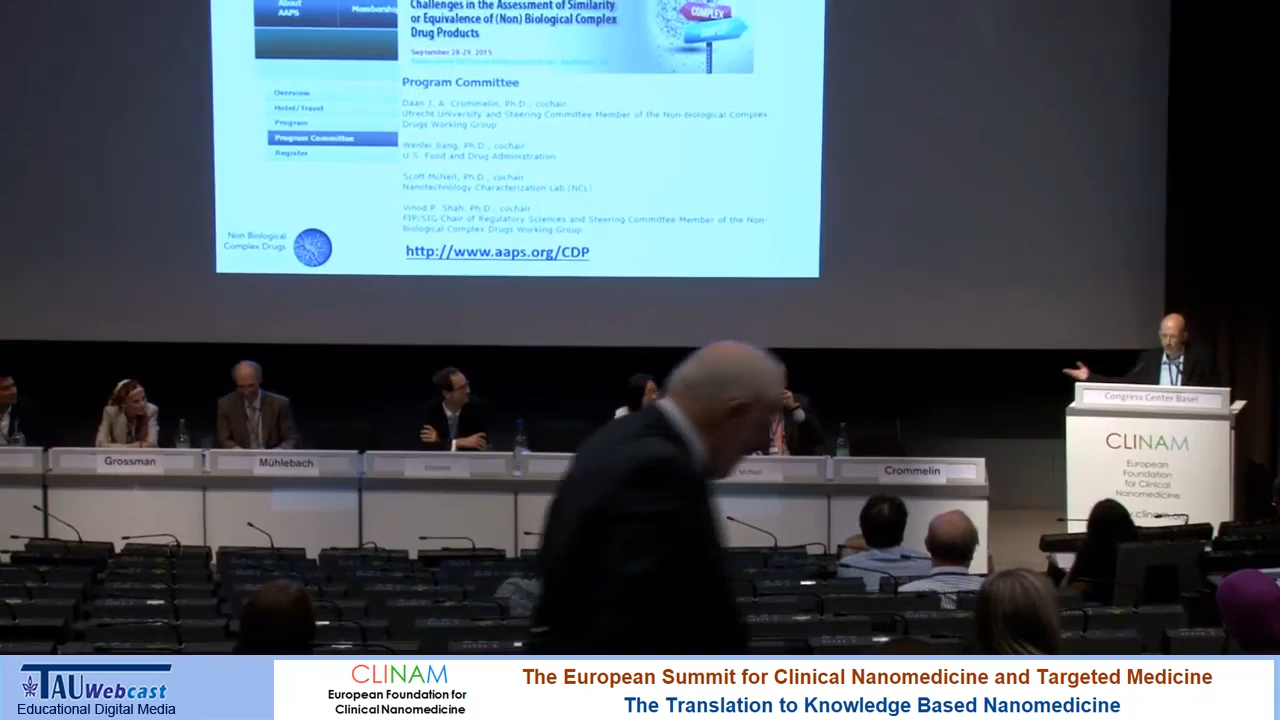 About
AAPS
Challenges in the Assessment of Similarity
or Equivalence of (Non) Biological Complex
Drug Products
September 28-29, 2015
COMPLEX
Overview
Hotel/Travel
Program
Program Committee
Register
Program Committee
Daan J. A. Crommelin, Ph.D., cochair
Utrecht University and Steering Committee Member of the Non-biological Complex
Drugs Working Group
Wenlei Jiang, Ph.D., cochair
U.S. Food and Drug Administration
Scott McNeil, Ph.D., cochair
Nanotechnology Characterization Lab (NCL)
Vinod P. Shah, Ph.D., cochair
FIP/SIG Chair of Regulatory Sciences and Steering Committee Member of the Non-
biological Complex Drugs Working Group
Non Biological
Complex Drugs
http://www.aaps.org/CDP
Grossman
Mühlebach
McNeil
Crommelin
Congress Center Basel
CLINAM
European
Foundation
for Clinical
Nanomedicine
TAU Webcast
Educational Digital Media
CLINAM
European Foundation for
Clinical Nanomedicine
The European Summit for Clinical Nanomedicine and Targeted Medicine
The Translation to Knowledge Based Nanomedicine